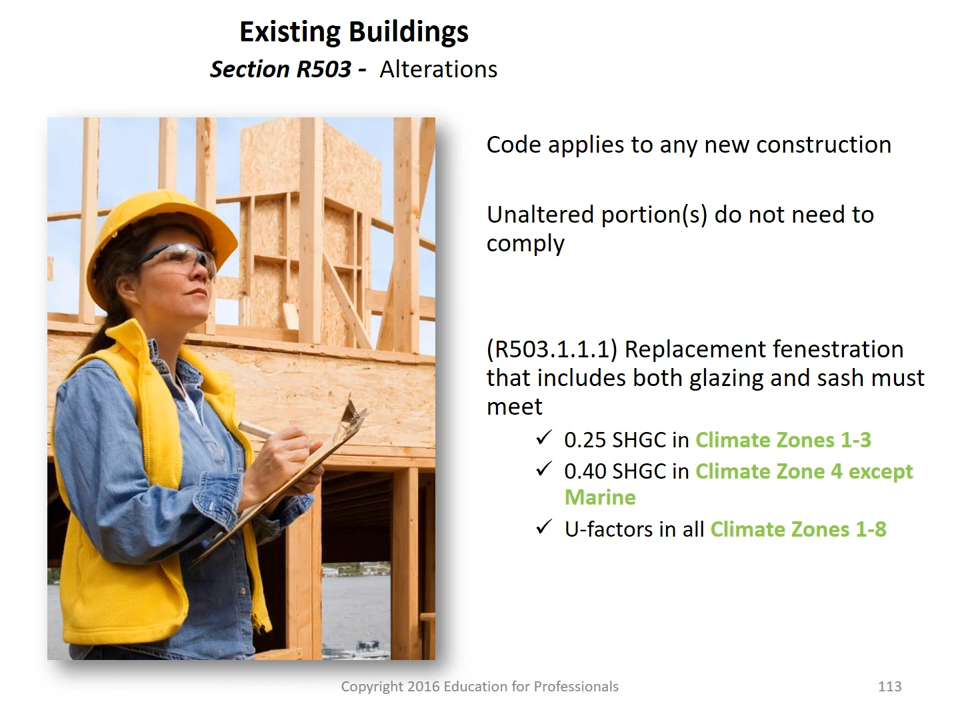 Existing Buildings
Section R503 - Alterations
Code applies to any new construction
Unaltered portion(s) do not need to
comply
(R503.1.1.1) Replacement fenestration
that includes both glazing and sash must
meet
✓ 0.25 SHGC in Climate Zones 1-3
✓ 0.40 SHGC in Climate Zone 4 except
Marine
✓ U-factors in all Climate Zones 1-8
Copyright 2016 Education for Professionals
113